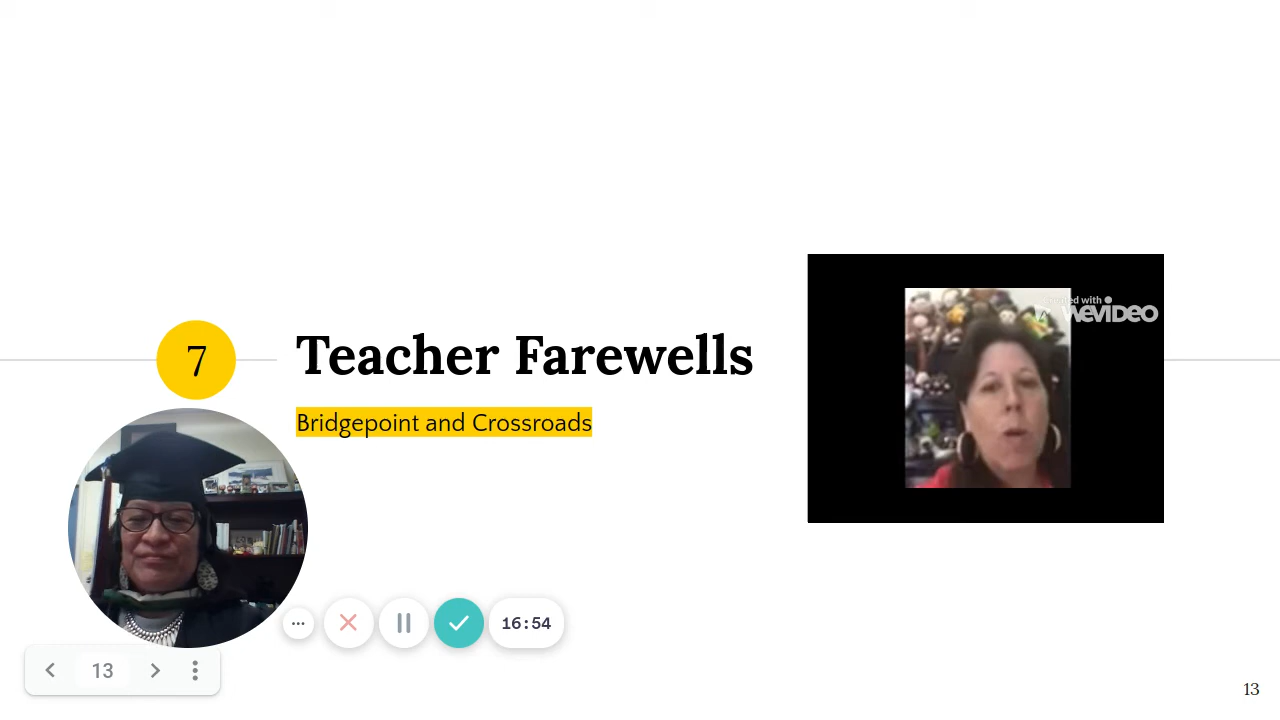 7
Teacher Farewells
Bridgepoint and Crossroads
WEVIDEO
16:54
13
13